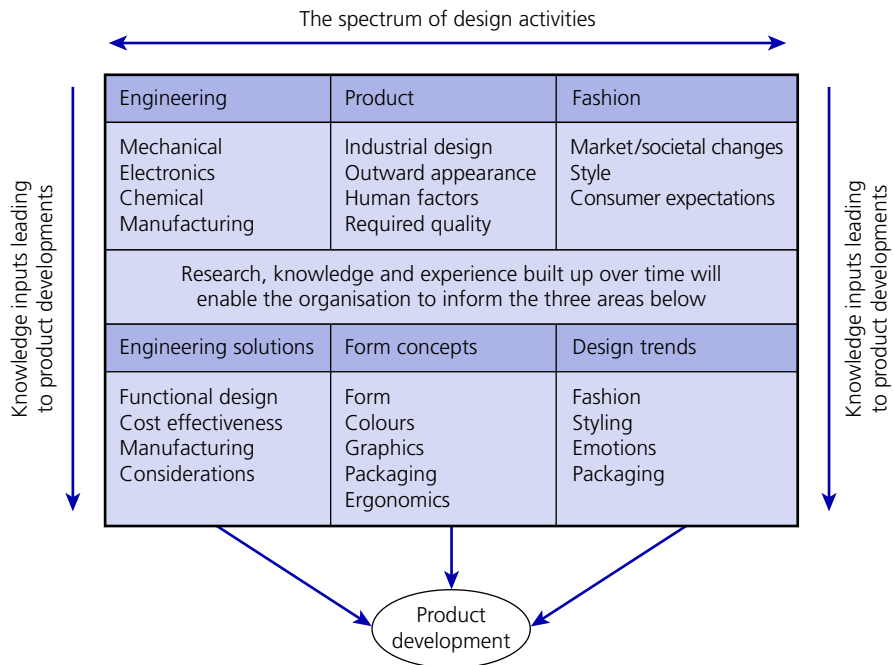 The spectrum of design activities
Knowledge inputs leading
to product developments
Engineering
Product
Fashion
Mechanical
Electronics
Chemical
Manufacturing
Industrial design
Outward appearance
Human factors
Required quality
Market/societal changes
Style
Consumer expectations
Research, knowledge and experience built up over time will
enable the organisation to inform the three areas below
Engineering solutions
Form concepts
Design trends
Functional design
Cost effectiveness
Manufacturing
Considerations
Form
Colours
Graphics
Packaging
Ergonomics
Fashion
Styling
Emotions
Packaging
Knowledge inputs leading
to product developments
Product
development